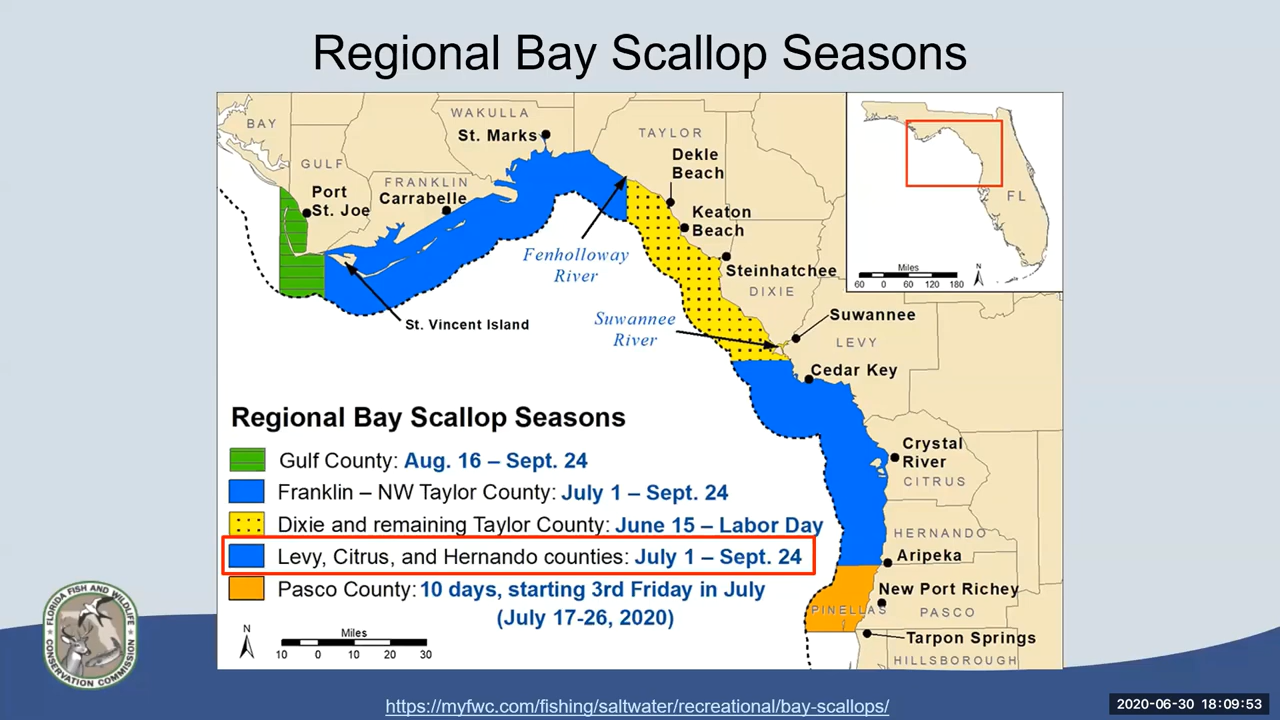 Regional Bay Scallop Seasons
BAY
WAKULLA
St. Marks
TAYLOR
Dekle
Beach
GULF
FRANKLIN
Carrabelle
Port
St. Joe
Keaton
Beach
FL
Fenholloway
River
Steinhatchee
DIXIE
Miles
N
60 0 60 120 180
St. Vincent Island
Suwannee
River
Suwannee
LEVY
Cedar Key
Regional Bay Scallop Seasons
Gulf County: Aug. 16 – Sept. 24
Franklin – NW Taylor County: July 1 – Sept. 24
Dixie and remaining Taylor County: June 15 – Labor Day
Levy, Citrus, and Hernando counties: July 1 – Sept. 24
Pasco County: 10 days, starting 3rd Friday in July
(July 17-26, 2020)
Crystal
River
CITRUS
HERNANDO
Aripeka
New Port Richey
PINELLAS
PASCO
Tarpon Springs
HILLSBOROUGH
N
Miles
10 0 10 20 30
FLORIDA FISH AND WILDLIFE
CONSERVATION COMMISSION
https://myfwc.com/fishing/saltwater/recreational/bay-scallops/
2020-06-30 18:09:53